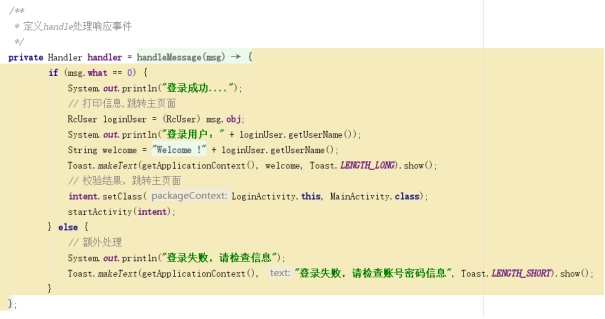 /**
 * 定义handle处理响应事件
 */
private Handler handler = handleMessage(msg) → {
        if (msg.what == 0) {
            System.out.println("登录成功....");
            // 打印信息,跳转主页面
            RcUser loginUser = (RcUser) msg.obj;
            System.out.println("登录用户：" + loginUser.getUserName());
            String welcome = "Welcome !" + loginUser.getUserName();
            Toast.makeText(getApplicationContext(), welcome, Toast.LENGTH_LONG).show();
            // 校验结果, 跳转主页面
            intent.setClass( packageContext: LoginActivity.this, MainActivity.class);
            startActivity(intent);
        } else {
            // 额外处理
            System.out.println("登录失败, 请检查信息");
            Toast.makeText(getApplicationContext(), text: "登录失败, 请检查账号密码信息", Toast.LENGTH_SHORT).show();
        }
};